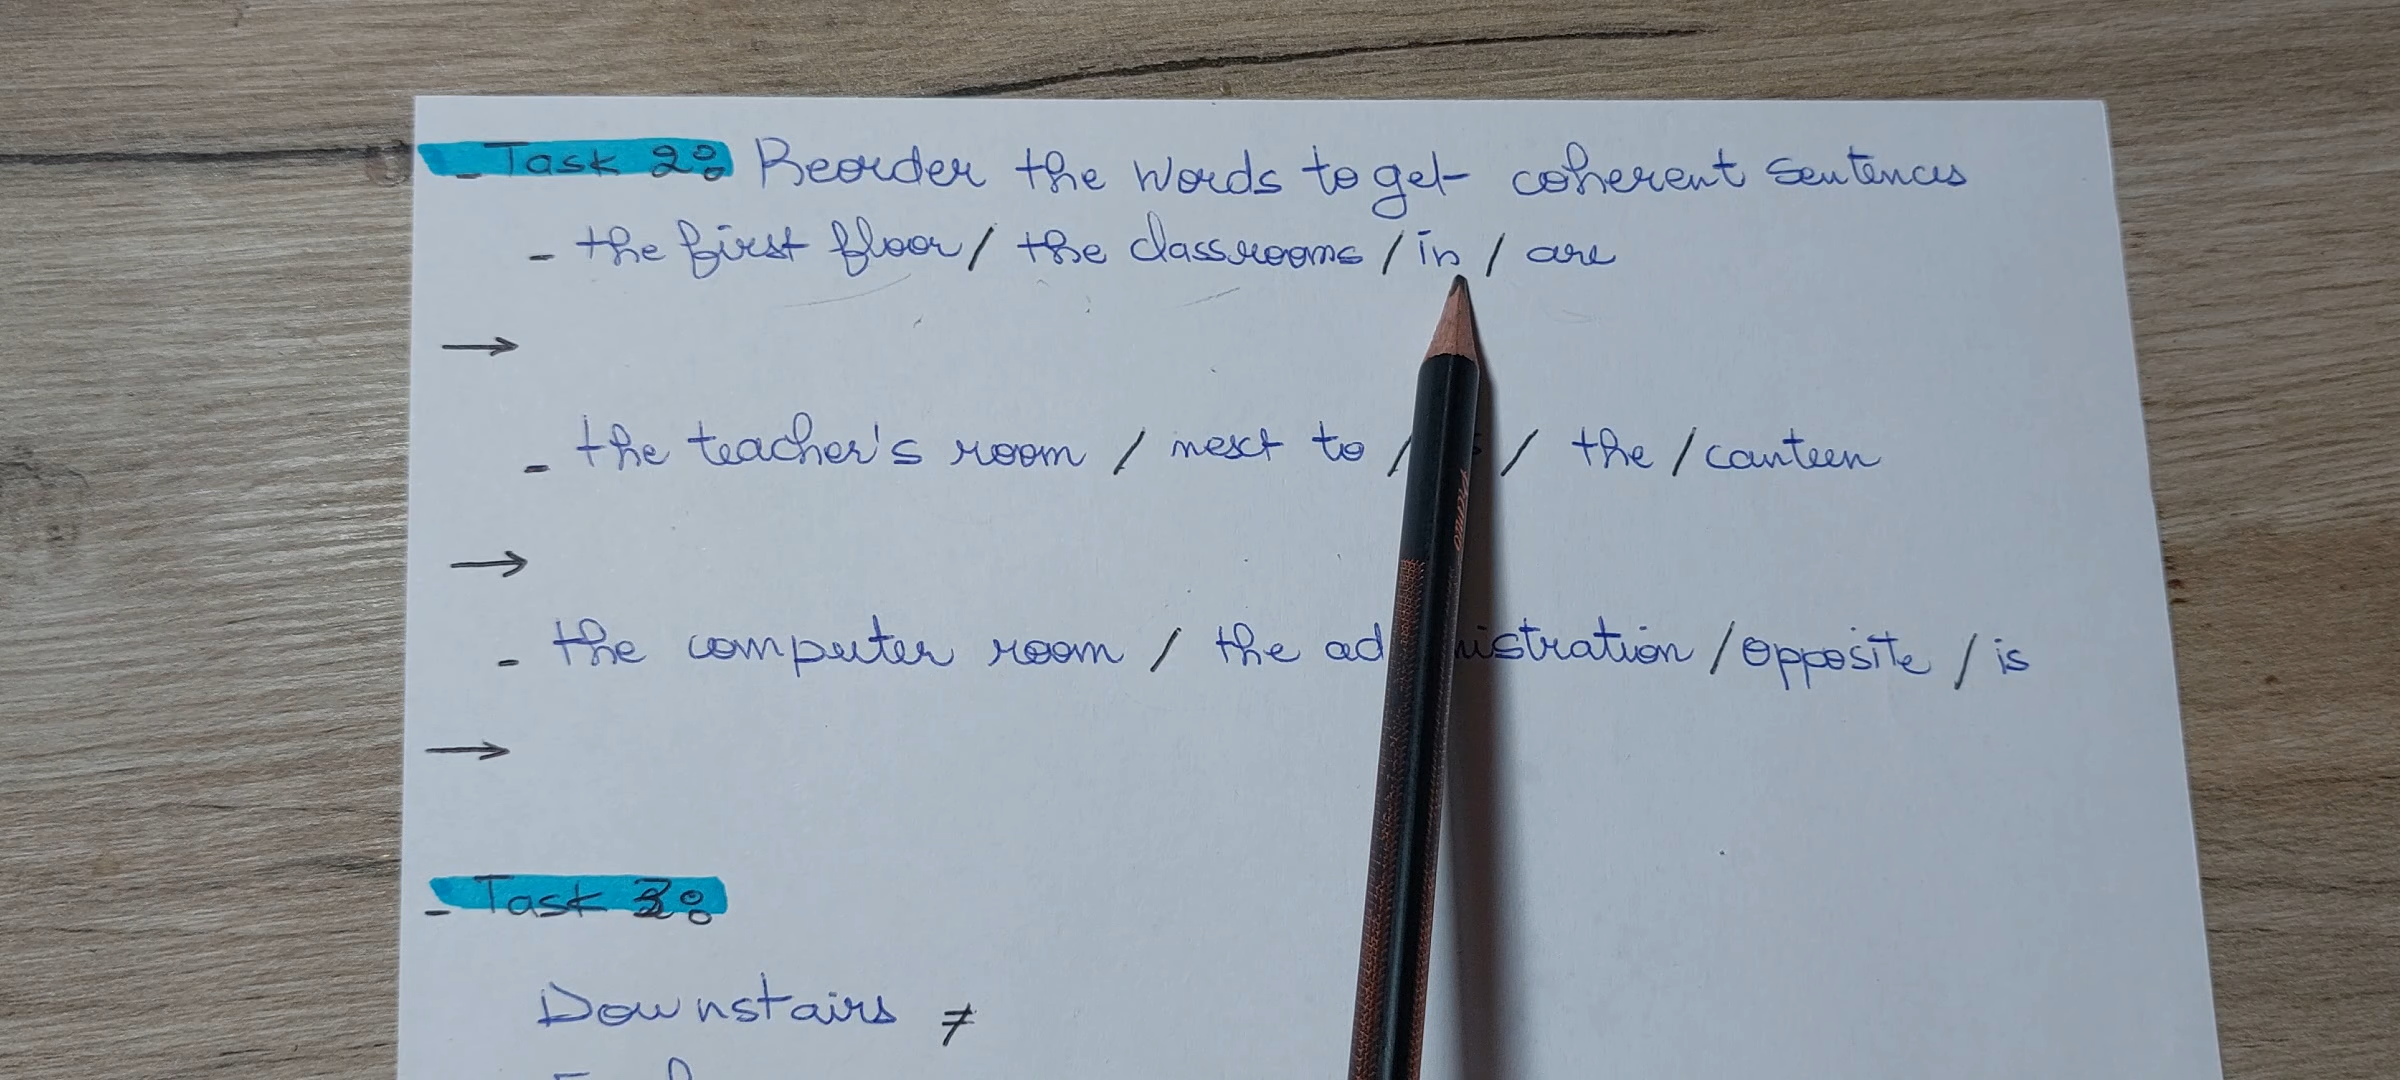 - Task 2: Reorder the words to get coherent sentences
- the first floor / the classrooms / in / are
→
- the teacher's room / next to / / the / canteen
→
- the computer room / the ad nistration / opposite / is
→
- Task 3:
Downstairs ≠